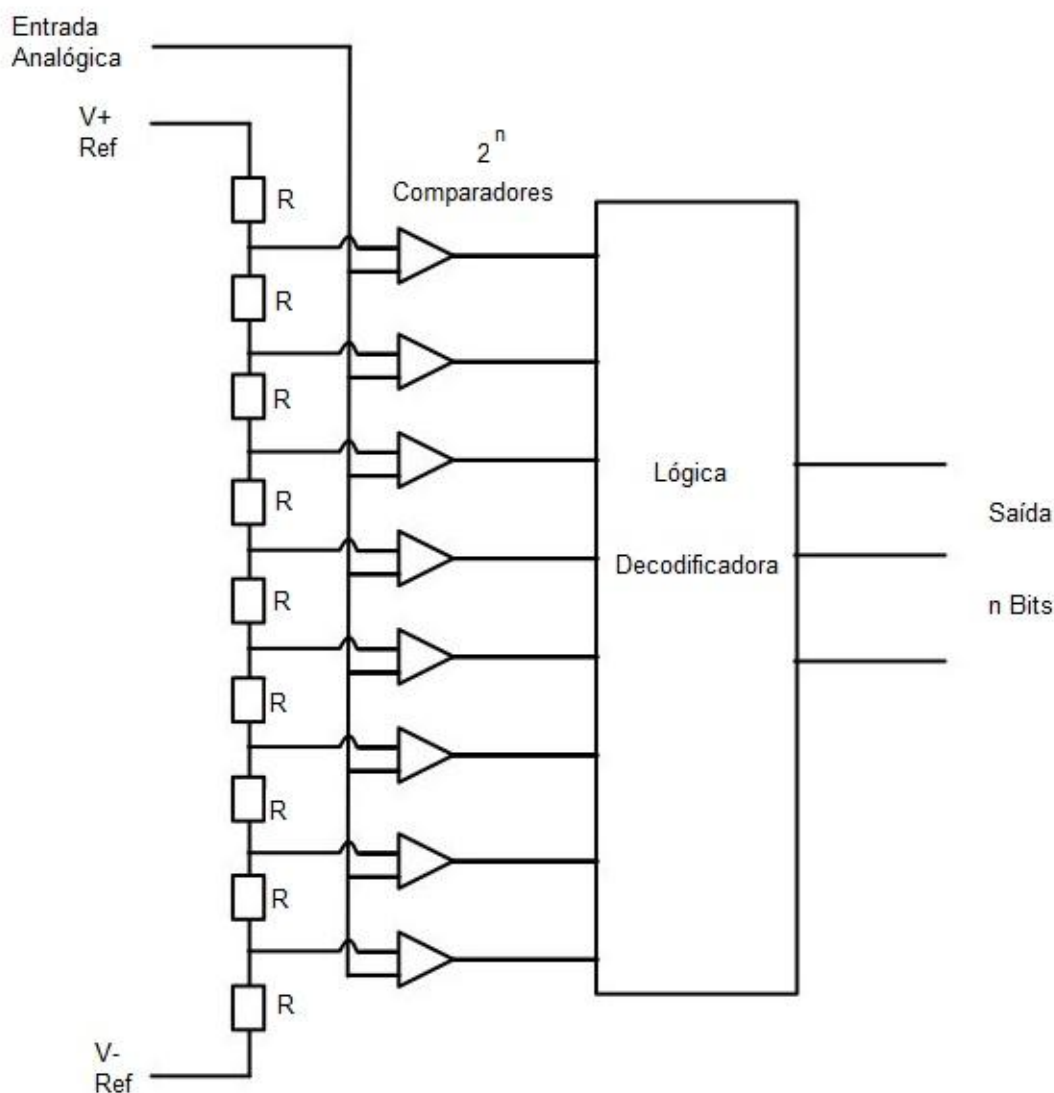 Entrada
Analógica
V+
Ref
2^n
Comparadores
R
R
R
R
R
R
R
R
R
Lógica
Decodificadora
Saída
n Bits
V-
Ref